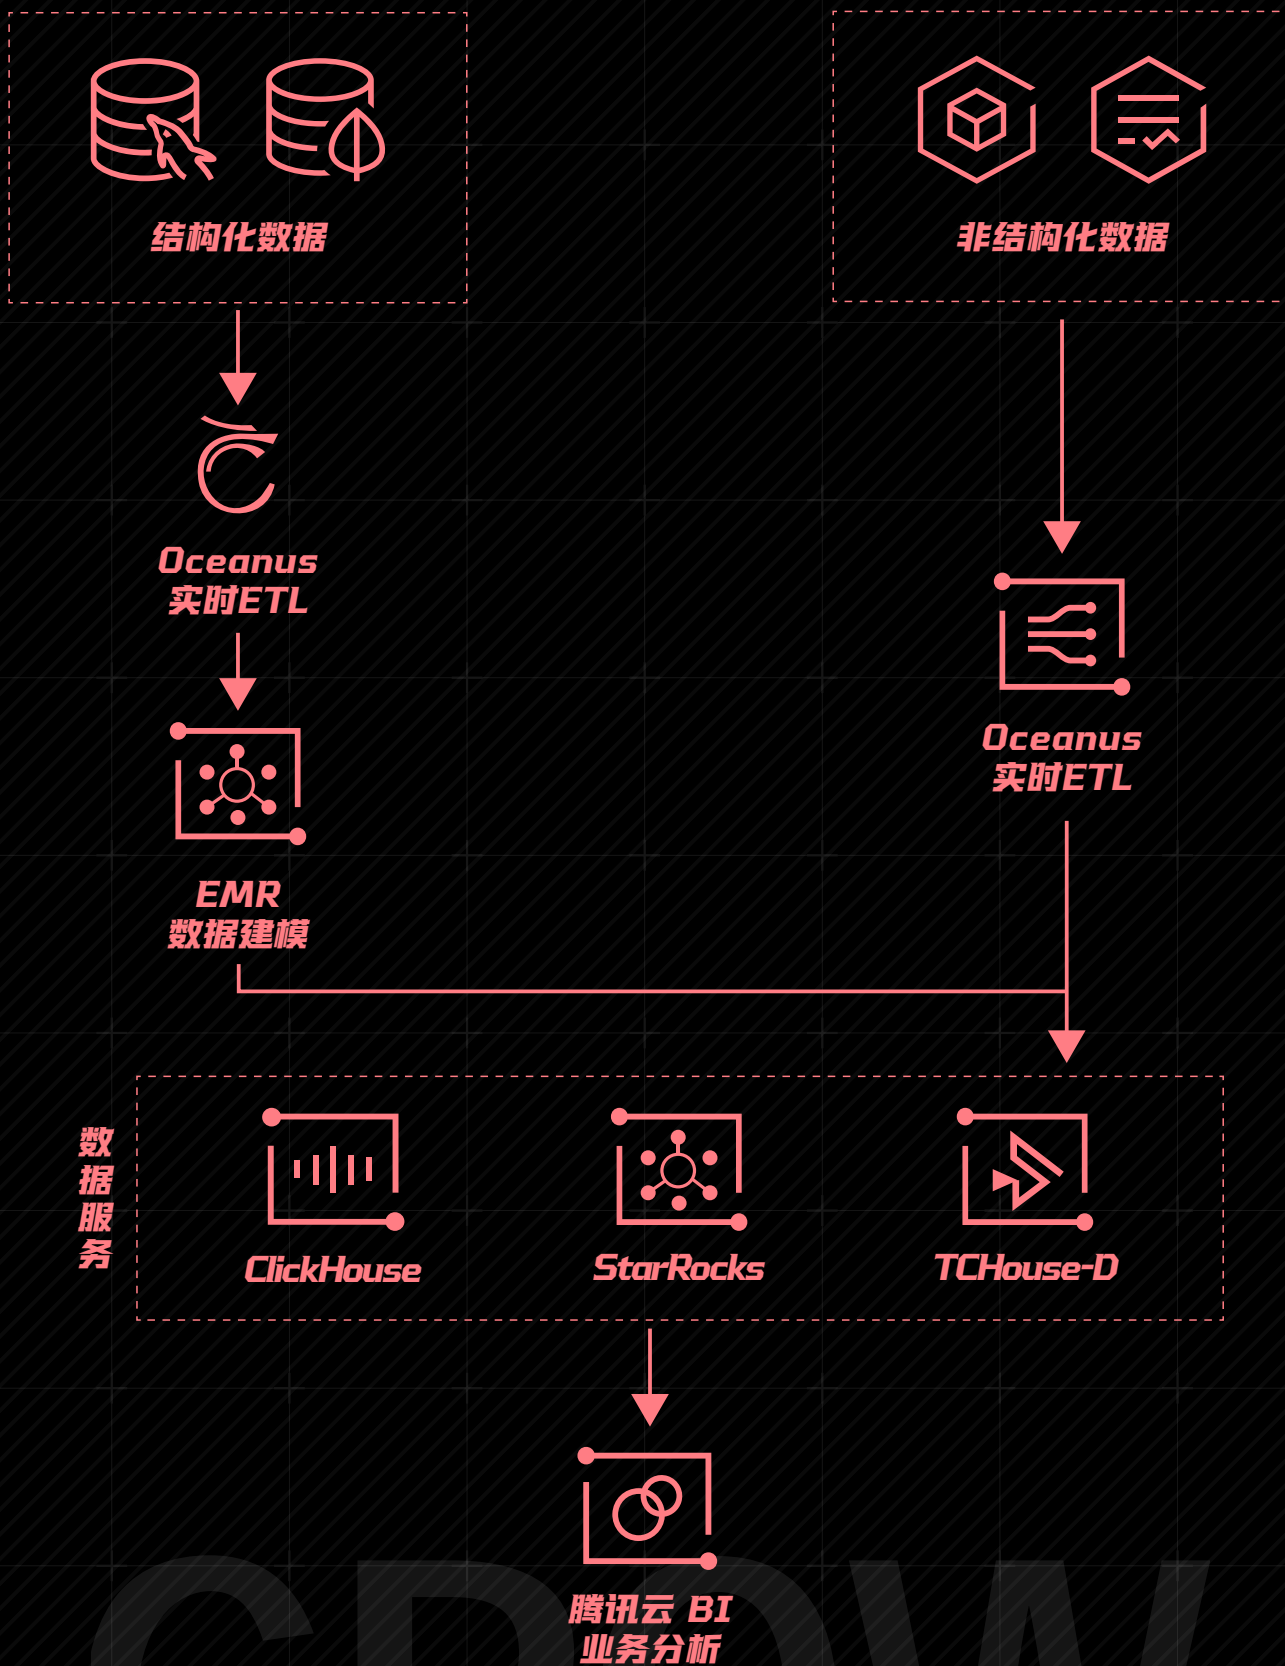 结构化数据
非结构化数据
Oceanus
实时ETL
Oceanus
实时ETL
EMR
数据建模
数据服务
ClickHouse
StarRocks
TCHouse-D
腾讯云 BI
业务分析